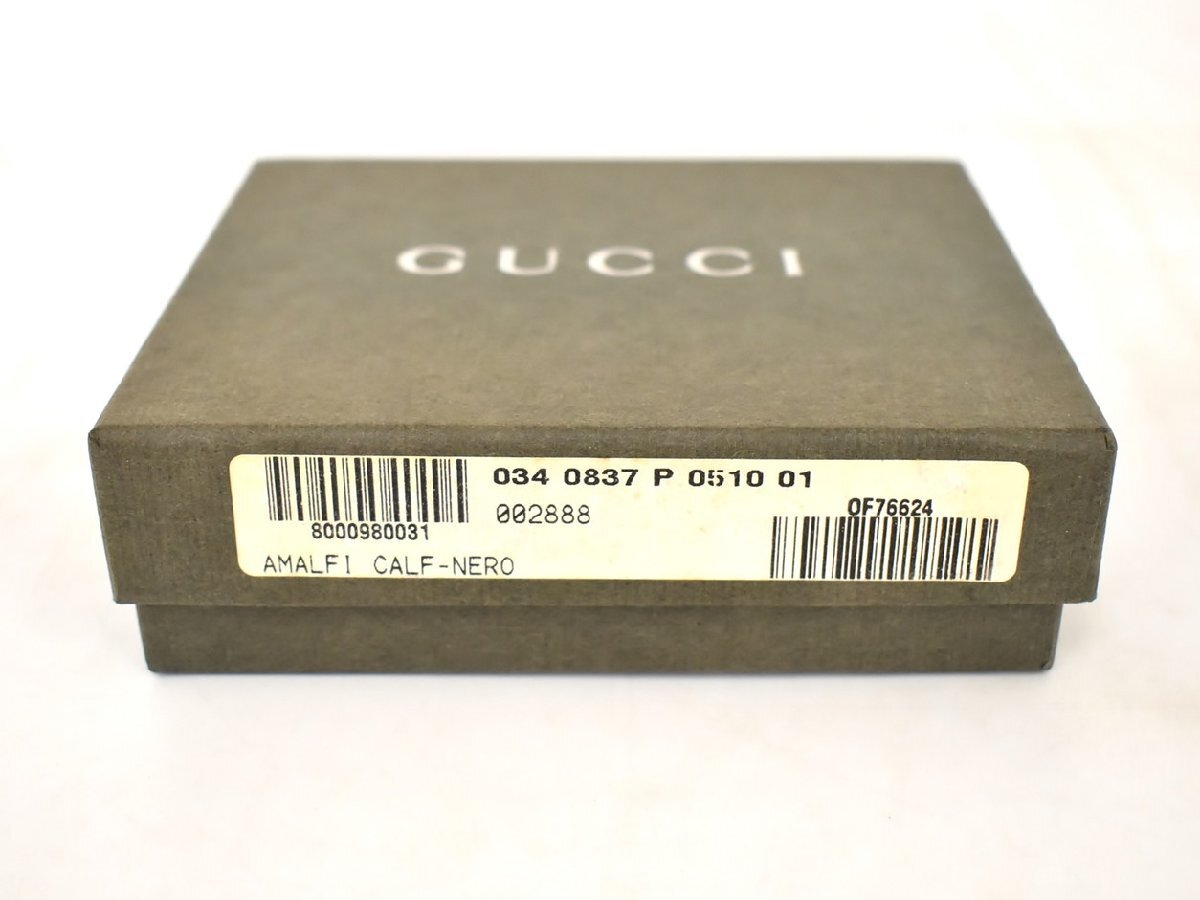 GUCCI
034 0837 P 0510 01
002888
8000980031
OF76624
AMALFI CALF-NERO